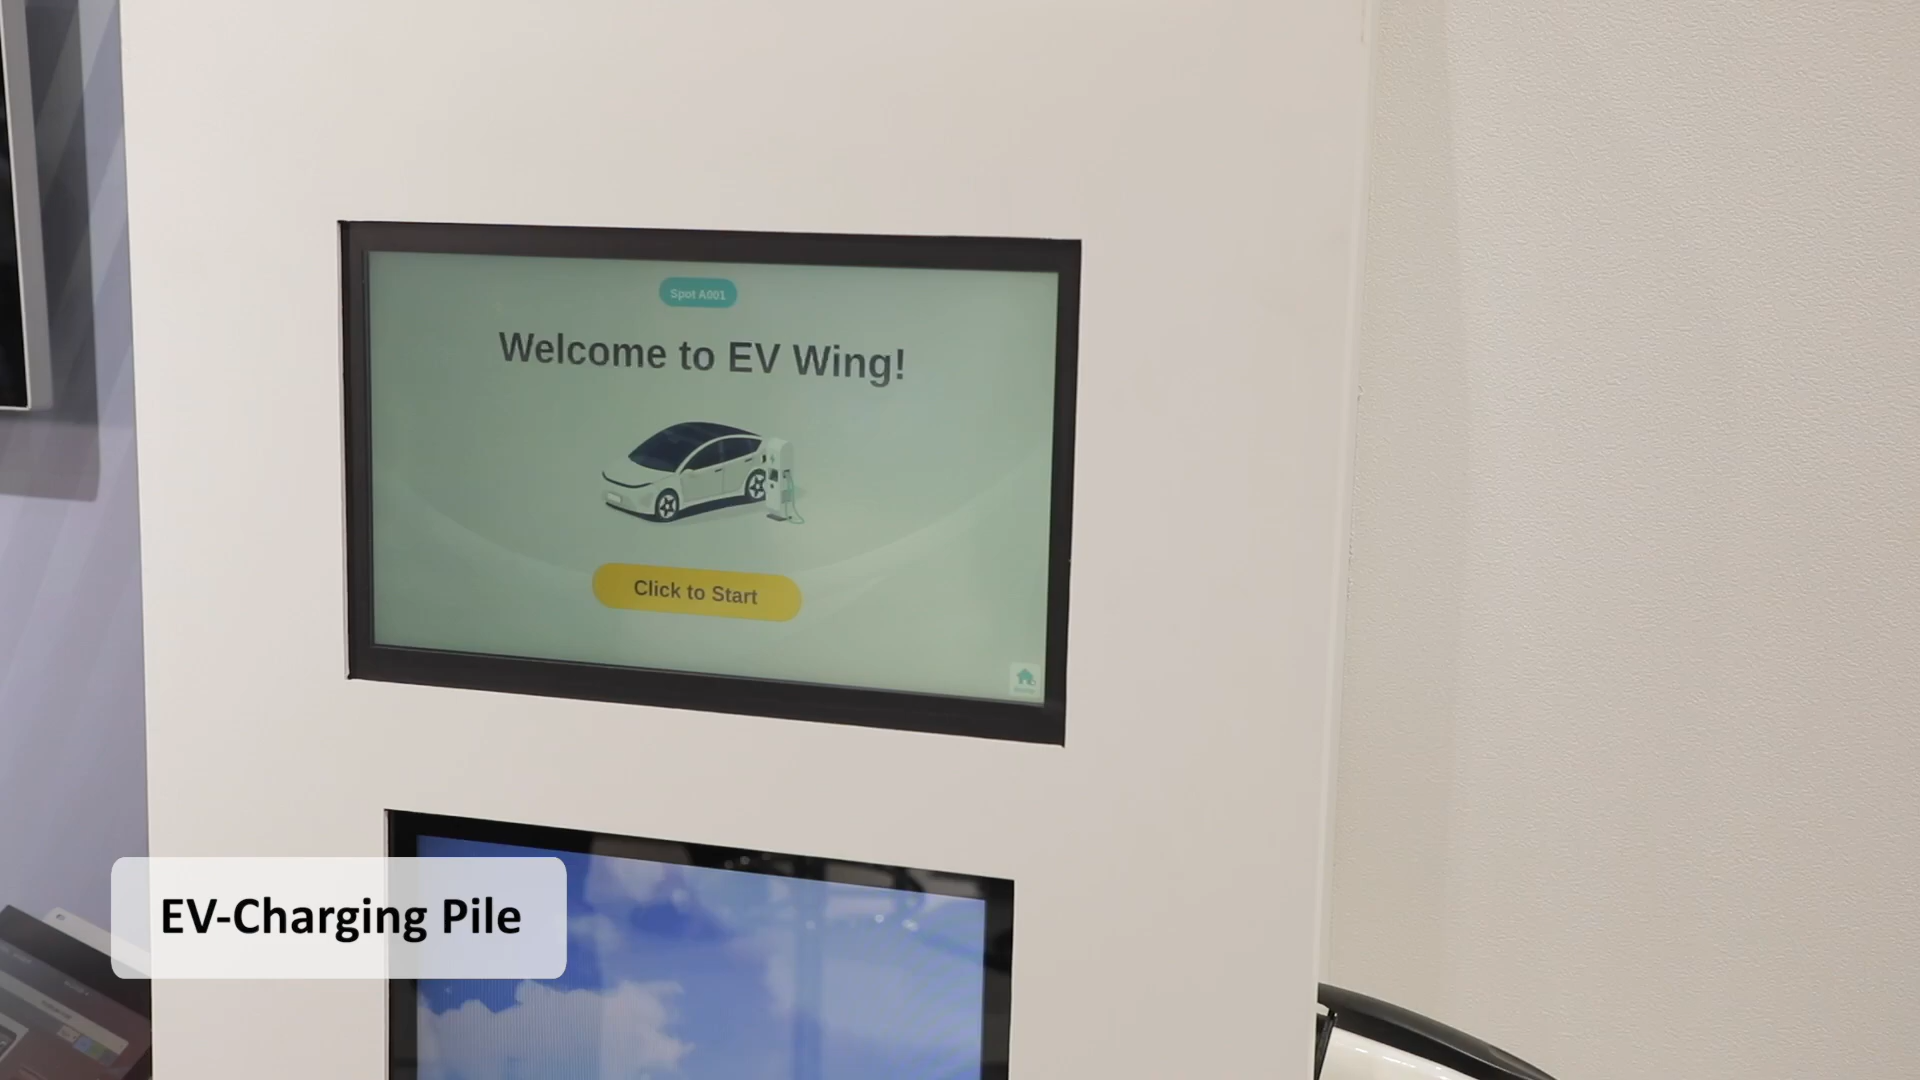 Spot A001
Welcome to EV Wing!
Click to Start
EV-Charging Pile